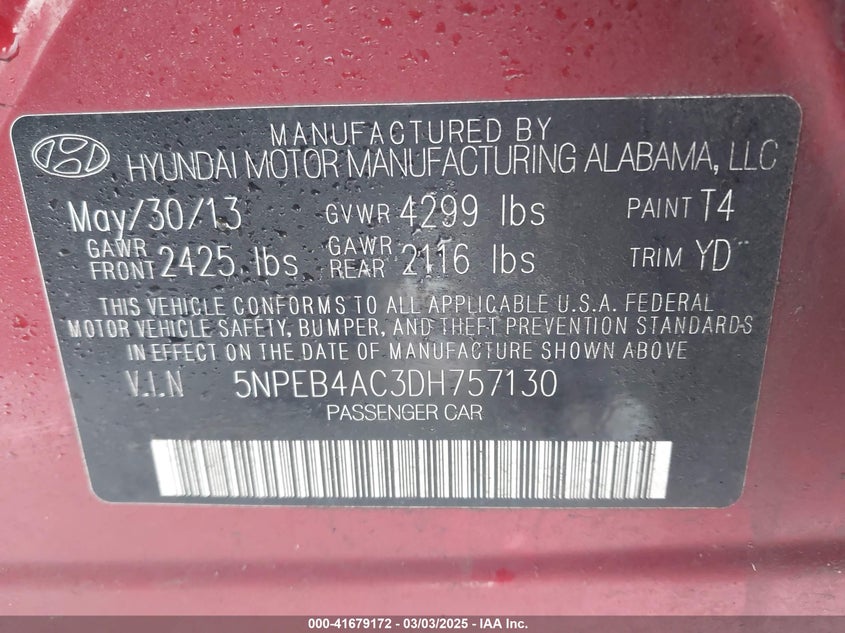 MANUFACTURED BY
HYUNDAI MOTOR MANUFACTURING ALABAMA, LLC
May/30/13 GVWR 4299 lbs PAINT T4
GAWR FRONT 2425 lbs GAWR REAR 2116 lbs TRIM YD
THIS VEHICLE CONFORMS TO ALL APPLICABLE U.S.A. FEDERAL
MOTOR VEHICLE SAFETY, BUMPER, AND THEFT PREVENTION STANDARDS
IN EFFECT ON THE DATE OF MANUFACTURE SHOWN ABOVE
V.I.N 5NPEB4AC3DH757130
PASSENGER CAR
000-41679172 - 03/03/2025 - IAA Inc.